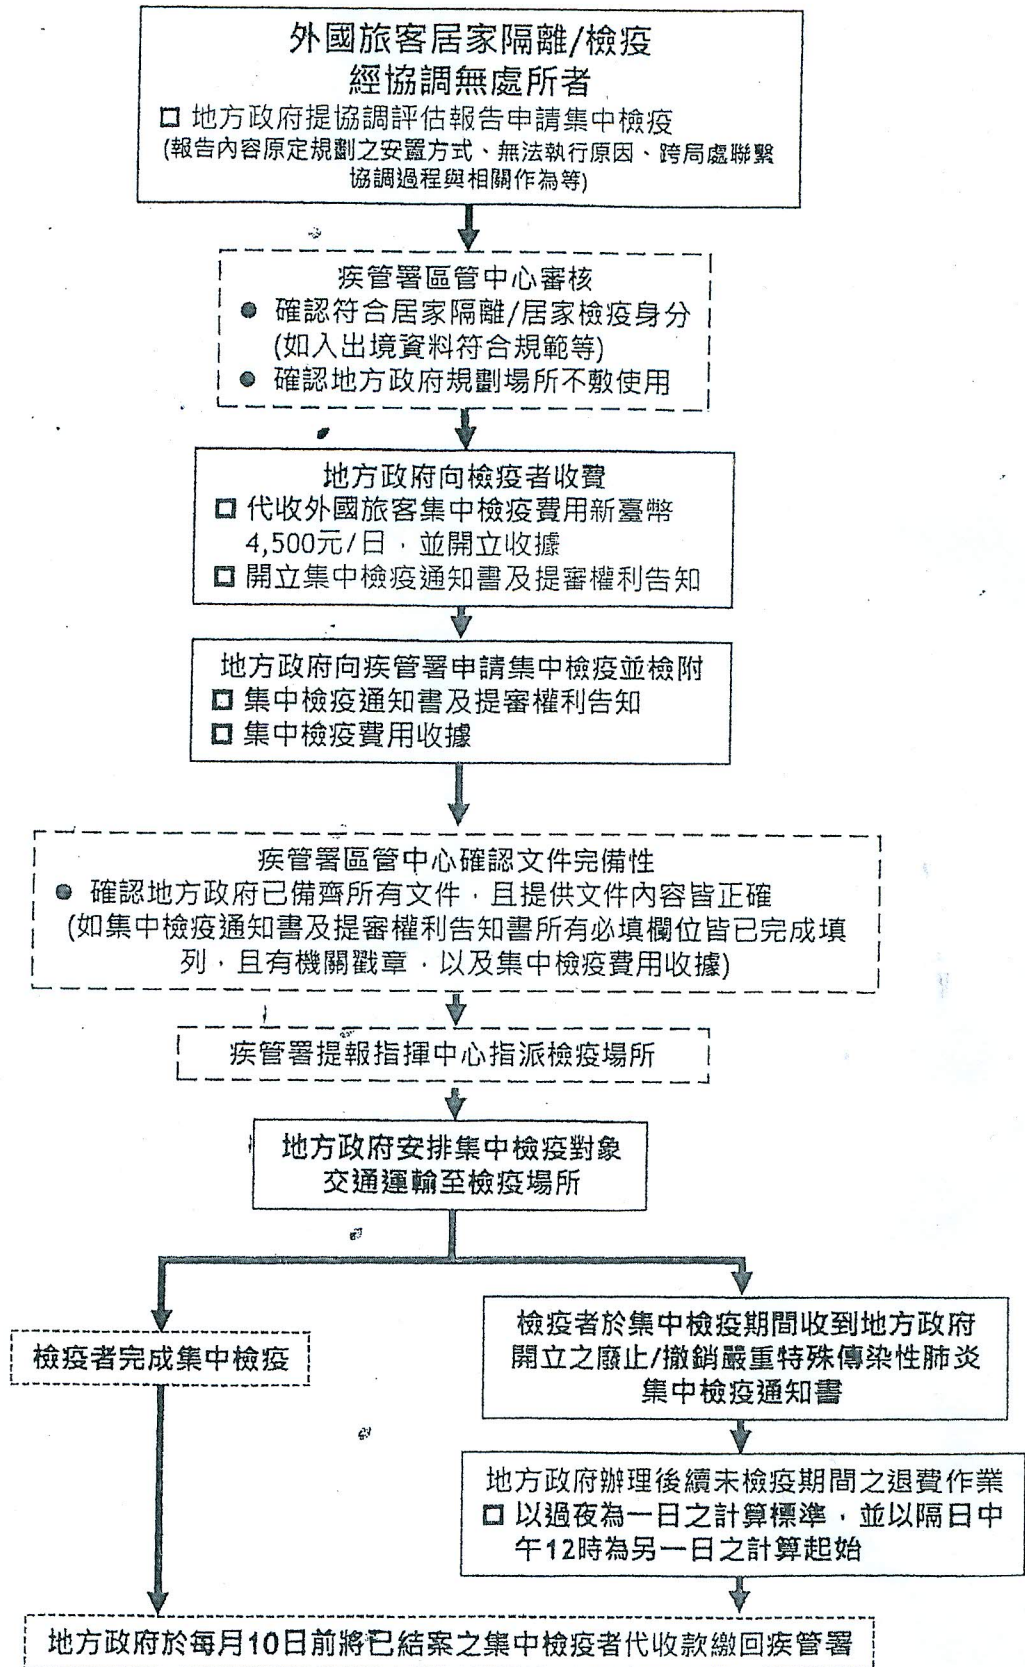 外國旅客居家隔離/檢疫
經協調無處所者
□ 地方政府提協調評估報告申請集中檢疫
(報告內容原定規劃之安置方式、無法執行原因、跨局處聯繫
協調過程與相關作為等)
疾管署區管中心審核
● 確認符合居家隔離/居家檢疫身分
(如入出境資料符合規範等)
● 確認地方政府規劃場所不敷使用
地方政府向檢疫者收費
□ 代收外國旅客集中檢疫費用新臺幣
4,500元/日，並開立收據
□ 開立集中檢疫通知書及提審權利告知
地方政府向疾管署申請集中檢疫並檢附
□ 集中檢疫通知書及提審權利告知
□ 集中檢疫費用收據
疾管署區管中心確認文件完備性
● 確認地方政府已備齊所有文件，且提供文件內容皆正確
(如集中檢疫通知書及提審權利告知書所有必填欄位皆已完成填
列，且有機關戳章，以及集中檢疫費用收據)
疾管署提報指揮中心指派檢疫場所
地方政府安排集中檢疫對象
交通運輸至檢疫場所
檢疫者完成集中檢疫
檢疫者於集中檢疫期間收到地方政府
開立之廢止/撤銷嚴重特殊傳染性肺炎
集中檢疫通知書
地方政府辦理後續未檢疫期間之退費作業
□ 以過夜為一日之計算標準，並以隔日中
午12時為另一日之計算起始
地方政府於每月10日前將已結案之集中檢疫者代收款繳回疾管署